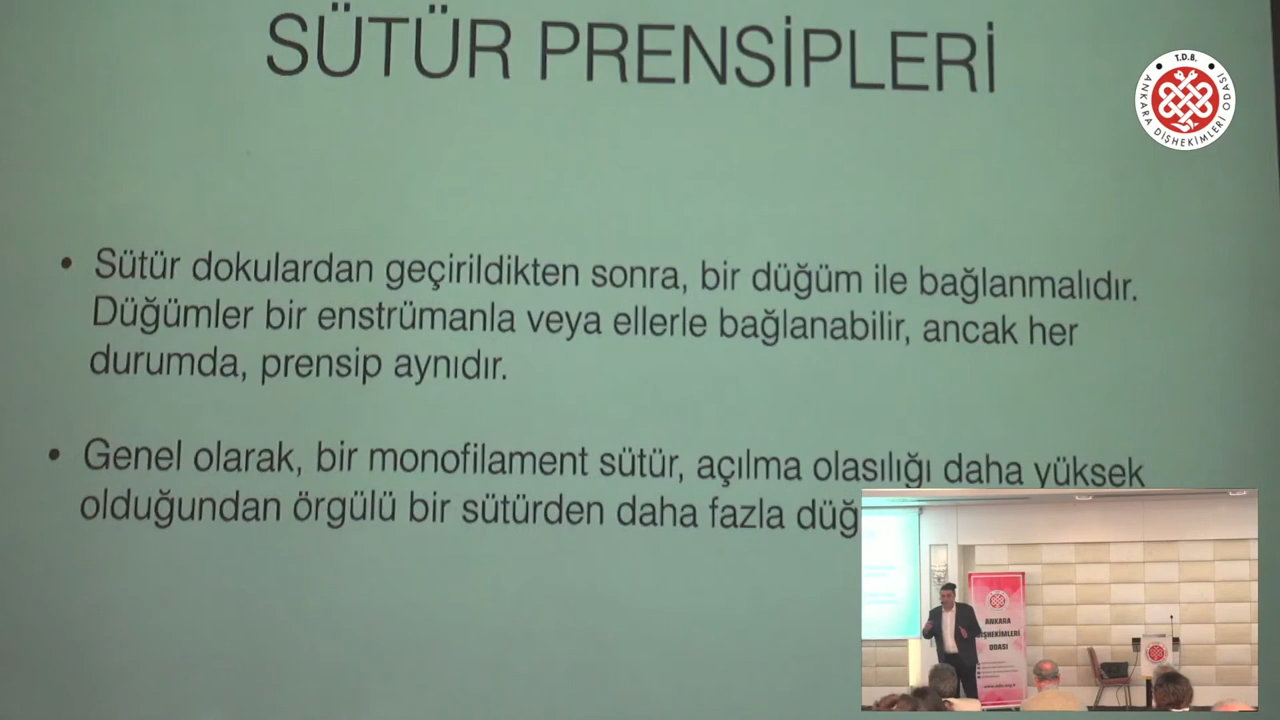 SÜTÜR PRENSİPLERİ
T.D.B.
ANKARA DİŞHEKİMLERİ ODASI
• Sütür dokulardan geçirildikten sonra, bir düğüm ile bağlanmalıdır.
Düğümler bir enstrümanla veya ellerle bağlanabilir, ancak her
durumda, prensip aynıdır.
• Genel olarak, bir monofilament sütür, açılma olasılığı daha yüksek
olduğundan örgülü bir sütürden daha fazla
ANKARA
DİŞHEKİMLERİ
ODASI